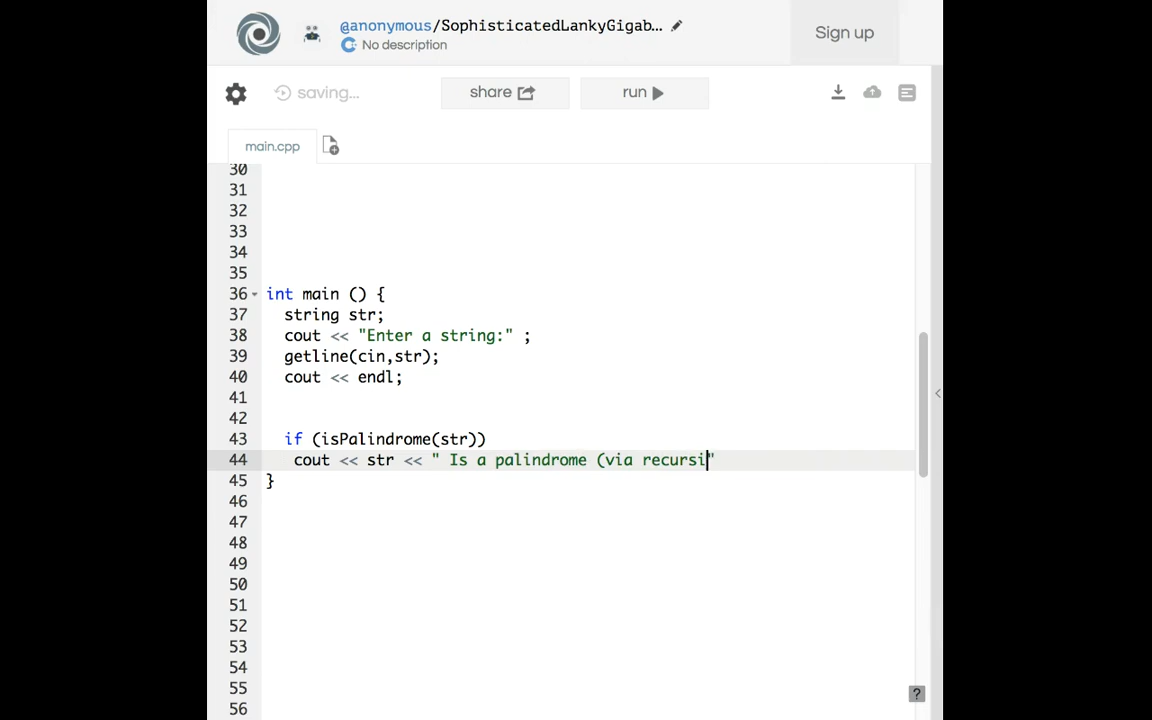 @anonymous/SophisticatedLankyGigab...
No description
Sign up
saving...
share
run
main.cpp
30
31
32
33
34
35
36 int main () {
37 string str;
38 cout << "Enter a string:" ;
39 getline(cin,str);
40 cout << endl;
41
42
43 if (isPalindrome(str))
44 cout << str << " Is a palindrome (via recursi"
45 }
46
47
48
49
50
51
52
53
54
55
56
?